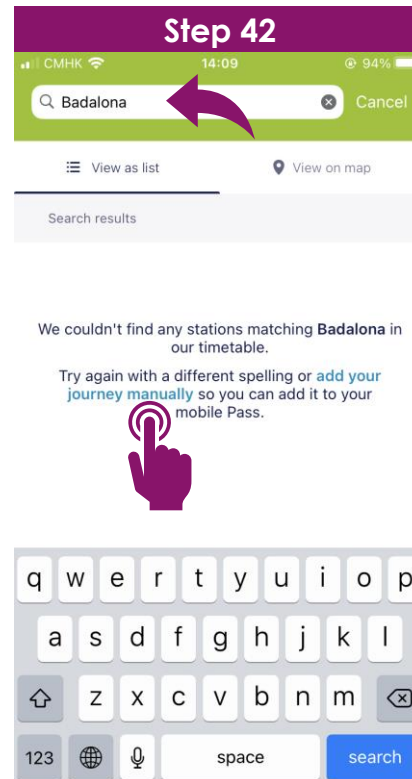 Step 42
CMHK 14:09 94%
Badalona Cancel
View as list View on map
Search results
We couldn't find any stations matching Badalona in
our timetable.
Try again with a different spelling or add your
journey manually so you can add it to your
mobile Pass.
q w e r t y u i o p
a s d f g h j k l
z x c v b n m
123 space search